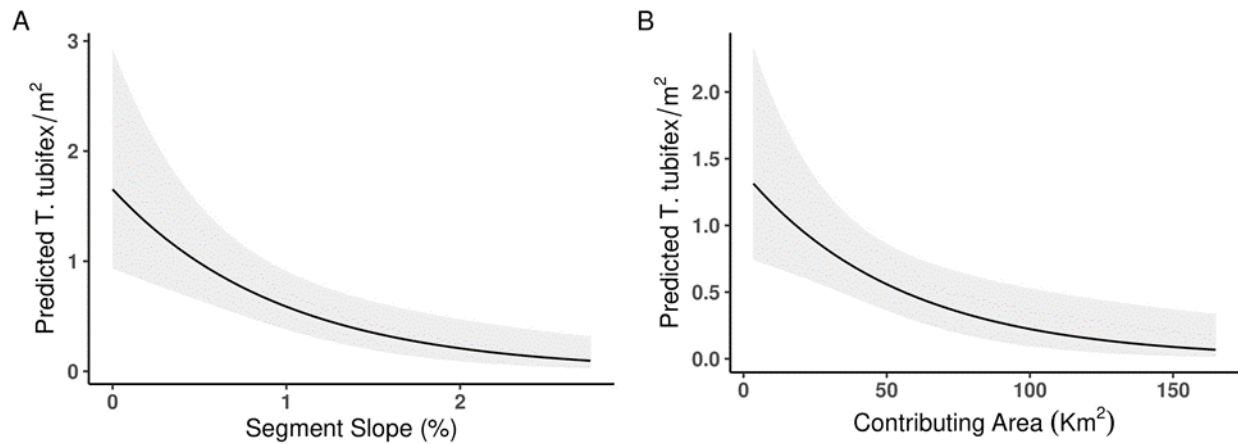 A
Predicted T. tubifex/m²
3
2
1
0
0 1 2
Segment Slope (%)
B
Predicted T. tubifex/m²
2.0
1.5
1.0
0.5
0.0
0 50 100 150
Contributing Area (Km²)